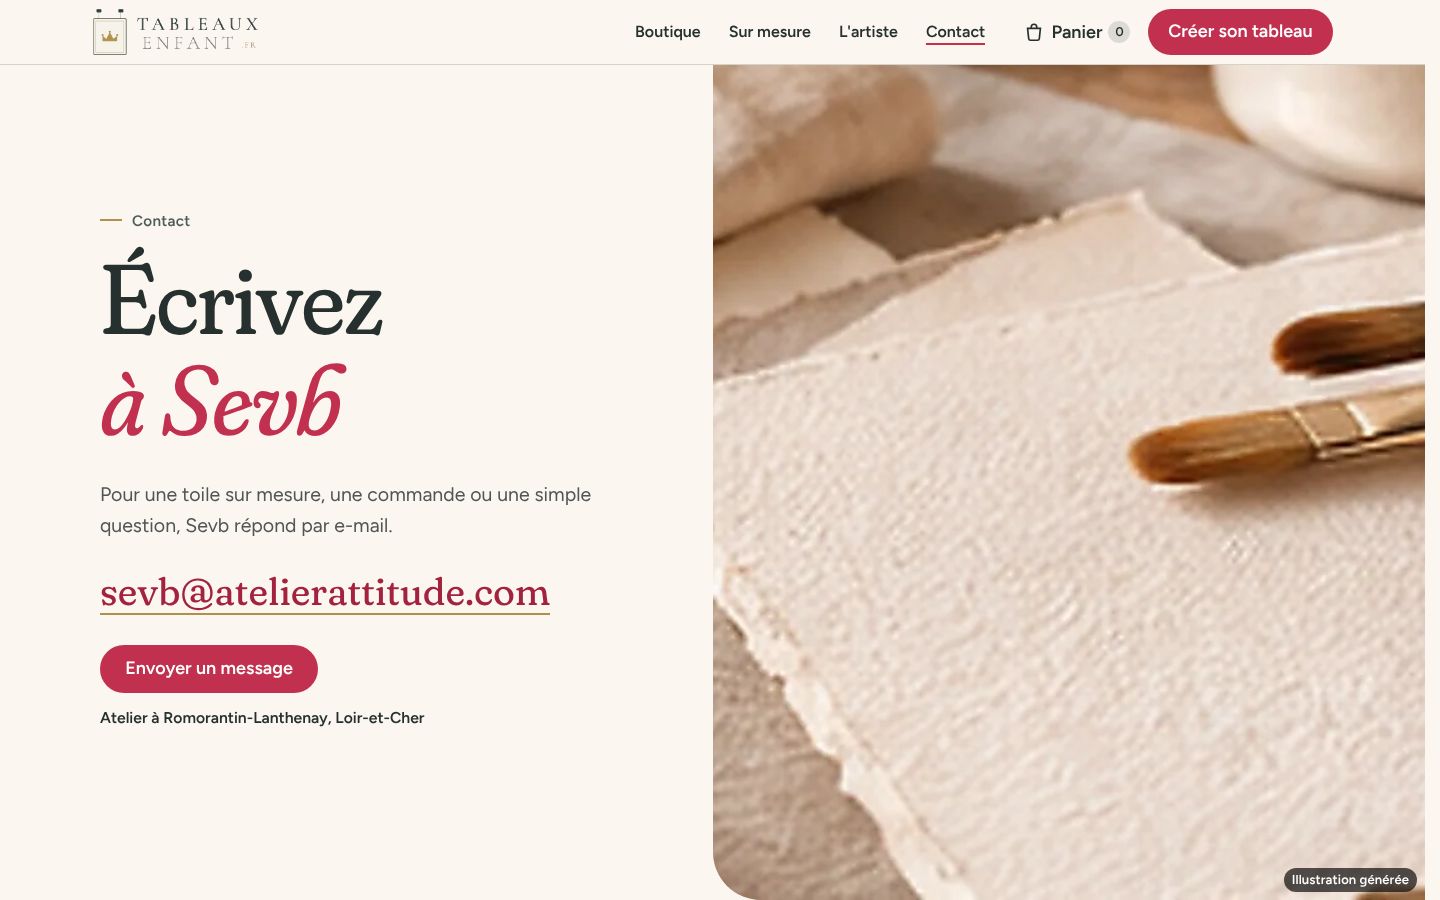 TABLEAUX
ENFANT .FR
Boutique
Sur mesure
L'artiste
Contact
Panier 0
Créer son tableau
Contact
Écrivez
à Sevb
Pour une toile sur mesure, une commande ou une simple
question, Sevb répond par e-mail.
sevb@atelierattitude.com
Envoyer un message
Atelier à Romorantin-Lanthenay, Loir-et-Cher
Illustration générée